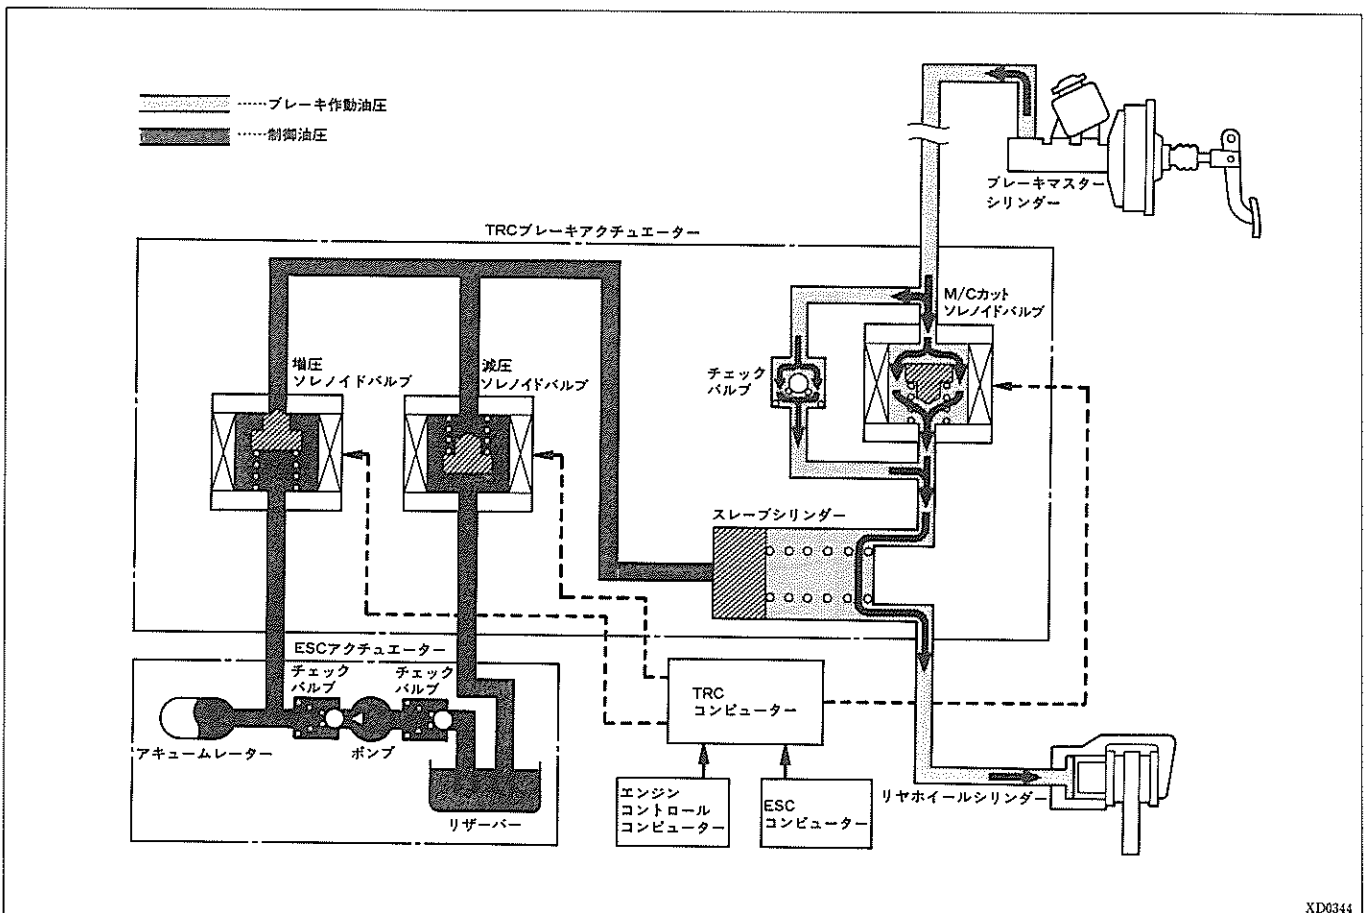 ……ブレーキ作動油圧
……制御油圧
ブレーキマスター
シリンダー
TRCブレーキアクチュエーター
M/Cカット
ソレノイドバルブ
増圧
ソレノイドバルブ
減圧
ソレノイドバルブ
チェック
バルブ
スレーブシリンダー
ESCアクチュエーター
チェック
バルブ
チェック
バルブ
TRC
コンピューター
アキュームレーター
ポンプ
リザーバー
エンジン
コントロール
コンピューター
ESC
コンピューター
リヤホイールシリンダー
XD0344